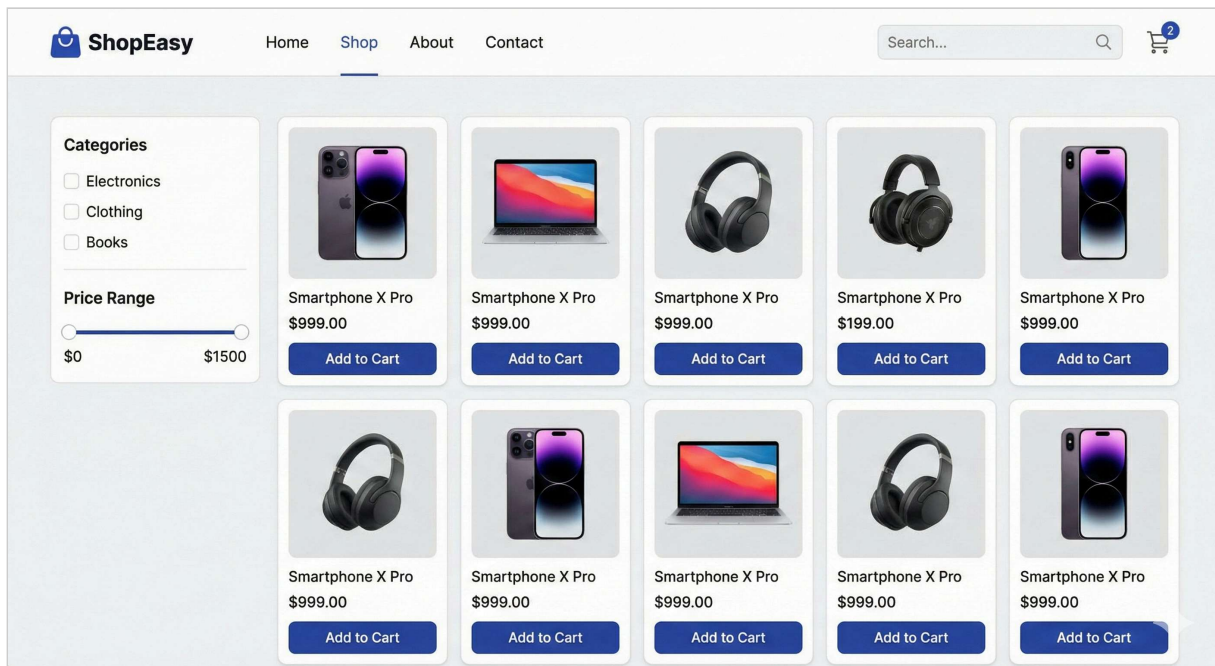 ShopEasy
Home Shop About Contact
Search...
2
Categories
Electronics
Clothing
Books
Price Range
$0 $1500
Smartphone X Pro
$999.00
Add to Cart
Smartphone X Pro
$999.00
Add to Cart
Smartphone X Pro
$999.00
Add to Cart
Smartphone X Pro
$199.00
Add to Cart
Smartphone X Pro
$999.00
Add to Cart
Smartphone X Pro
$999.00
Add to Cart
Smartphone X Pro
$999.00
Add to Cart
Smartphone X Pro
$999.00
Add to Cart
Smartphone X Pro
$999.00
Add to Cart
Smartphone X Pro
$999.00
Add to Cart